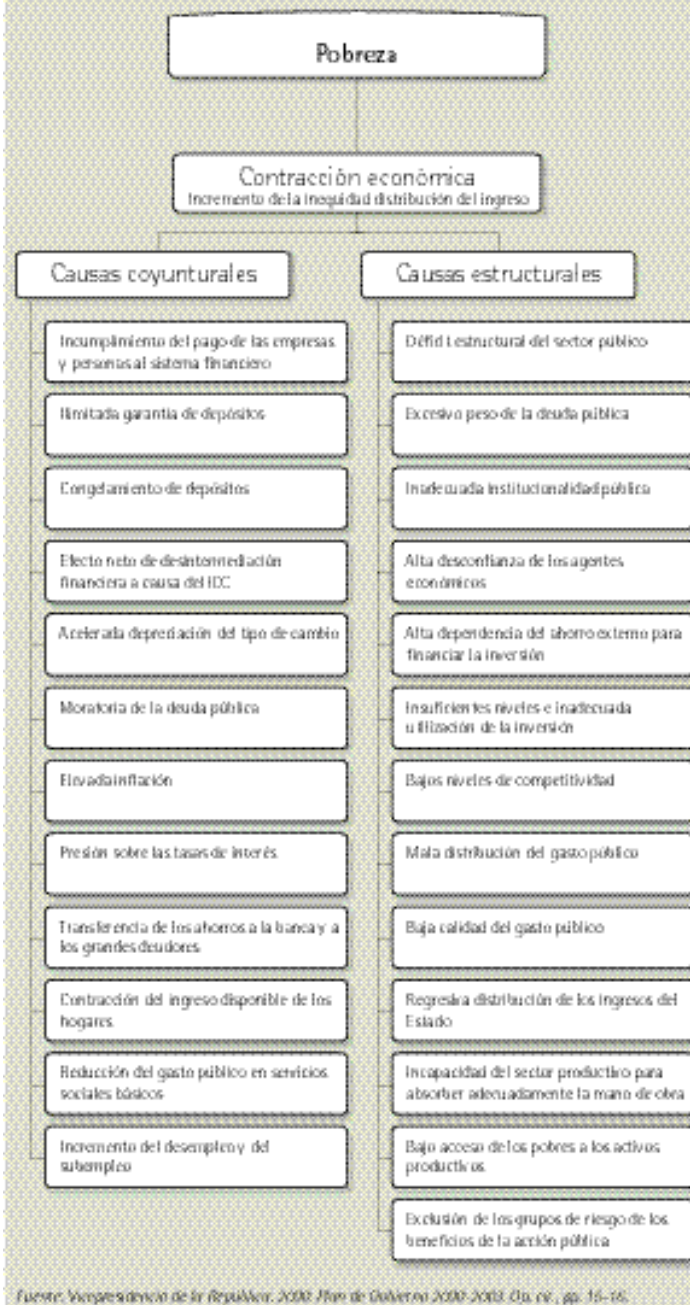 Pobreza
Contracción económica
Incremento de la inequidad distribución del ingreso
Causas coyunturales
Incumplimiento del pago de las empresas
y personas al sistema financiero
Ilimitada garantía de depósitos
Congelamiento de depósitos
Efecto neto de desintermediación
financiera a causa del ICC
Acelerada depreciación del tipo de cambio
Moratoria de la deuda pública
Elevada inflación
Presión sobre las tasas de interés
Transferencia de los ahorros a la banca y a
los grandes deudores
Contracción del ingreso disponible de los
hogares
Reducción del gasto público en servicios
sociales básicos
Incremento del desempleo y del
subempleo
Causas estructurales
Défici t estructural del sector público
Excesivo peso de la deuda pública
Inadecuada institucionalidad pública
Alta desconfianza de los agentes
económicos
Alta dependencia del ahorro externo para
financiar la inversión
Insuficientes niveles e inadecuada
utilización de la inversión
Bajos niveles de competitividad
Mala distribución del gasto público
Baja calidad del gasto público
Regresiva distribución de los ingresos del
Estado
Incapacidad del sector productivo para
absorber adecuadamente la mano de obra
Bajo acceso de los pobres a los activos
productivos
Exclusión de los grupos de riesgo de los
beneficios de la acción pública
Fuente: Vicepresidencia de la República. 2000. Plan de Gobierno 2000-2003. Op. cit., pp. 15-16.